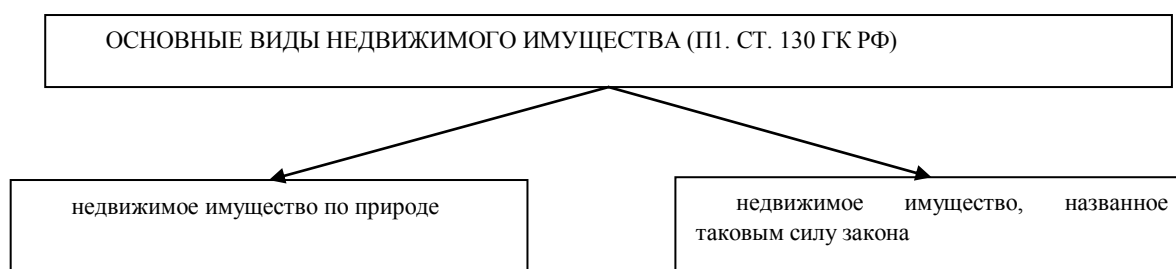 ОСНОВНЫЕ ВИДЫ НЕДВИЖИМОГО ИМУЩЕСТВА (П1. СТ. 130 ГК РФ)
недвижимое имущество по природе
недвижимое имущество, названное
таковым силу закона